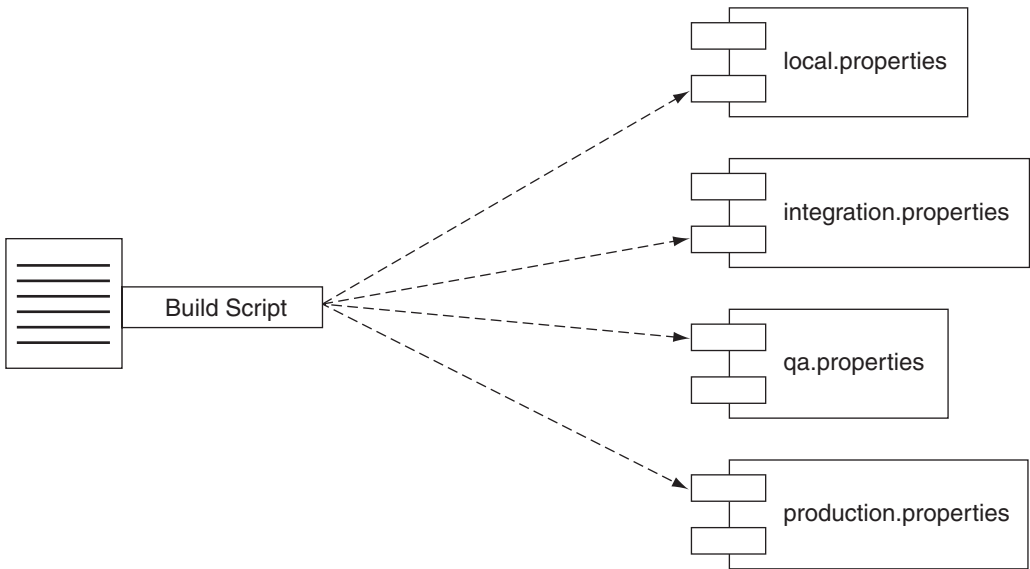 local.properties
integration.properties
Build Script
qa.properties
production.properties